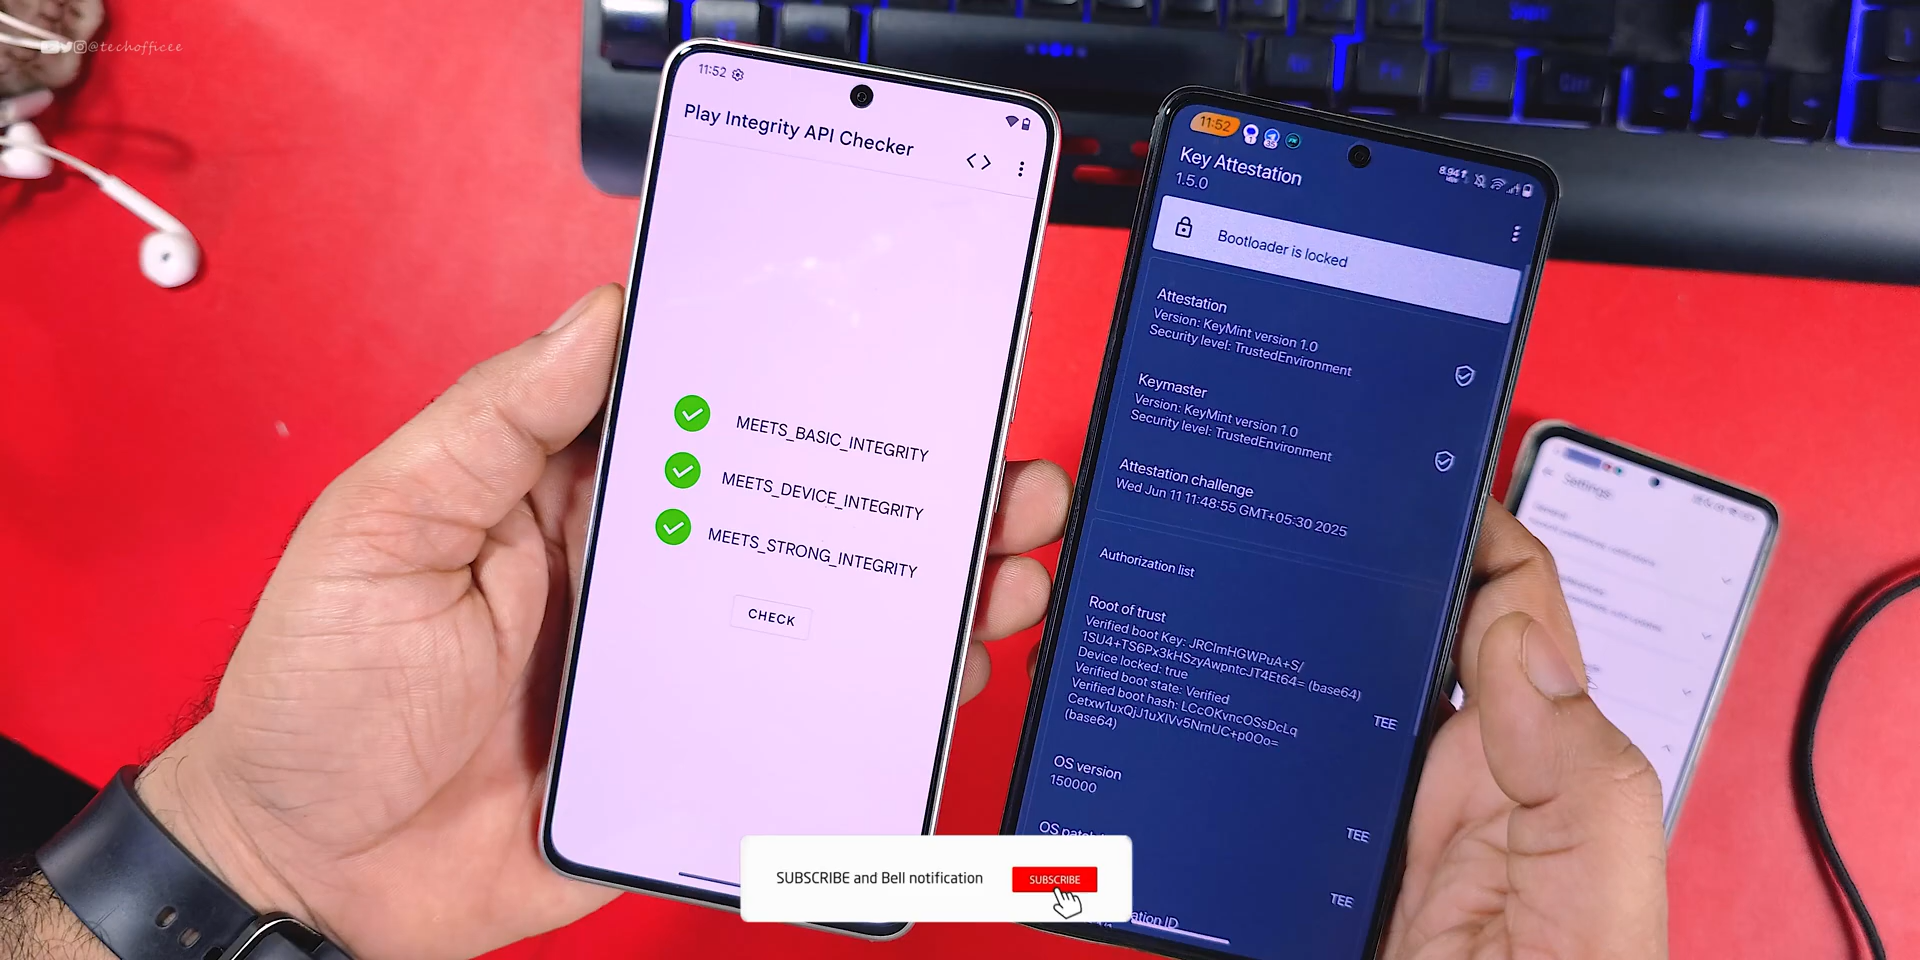 @techofficee
11:52
Play Integrity API Checker
MEETS_BASIC_INTEGRITY
MEETS_DEVICE_INTEGRITY
MEETS_STRONG_INTEGRITY
CHECK
11:52
Key Attestation
1.5.0
Bootloader is locked
Attestation
Version: KeyMint version 1.0
Security level: TrustedEnvironment
Keymaster
Version: KeyMint version 1.0
Security level: TrustedEnvironment
Attestation challenge
Wed Jun 11 11:48:55 GMT+05:30 2025
Authorization list
Root of trust
Verified boot Key: JRClmHGWPuA+S/
1SU4+TS6Px3kHSzyAwpntcJT4Et64= (base64)
Device locked: true
Verified boot state: Verified
Verified boot hash: LCcOKvncOSsDcLq
Cetxw1uxQjJ1uXIVv5NrnUC+p0Oo=
(base64)
TEE
OS version
150000
TEE
OS patch
TEE
ation ID
Settings
SUBSCRIBE and Bell notification
SUBSCRIBE